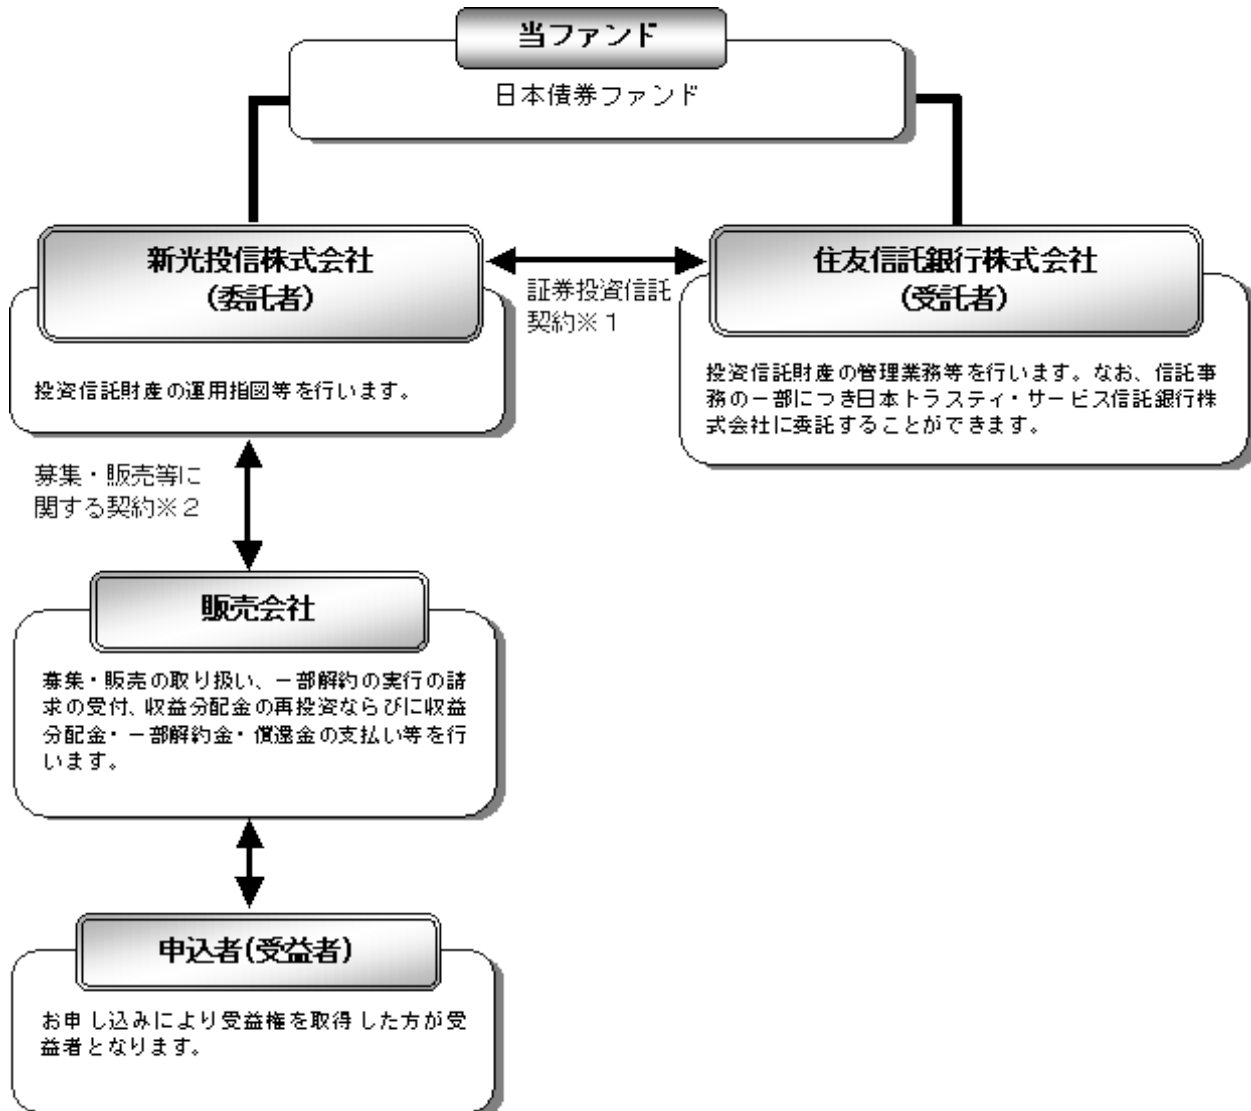 当ファンド
日本債券ファンド
新光投信株式会社
(委託者)
投資信託財産の運用指図等を行います。
証券投資信託
契約※1
住友信託銀行株式会社
(受託者)
投資信託財産の管理業務等を行います。なお、信託事
務の一部につき日本トラスティ・サービス信託銀行株
式会社に委託することができます。
募集・販売等に
関する契約※2
販売会社
募集・販売の取り扱い、一部解約の実行の請
求の受付、収益分配金の再投資ならびに収益
分配金・一部解約金・償還金の支払い等を行
います。
申込者(受益者)
お申し込みにより受益権を取得した方が受
益者となります。